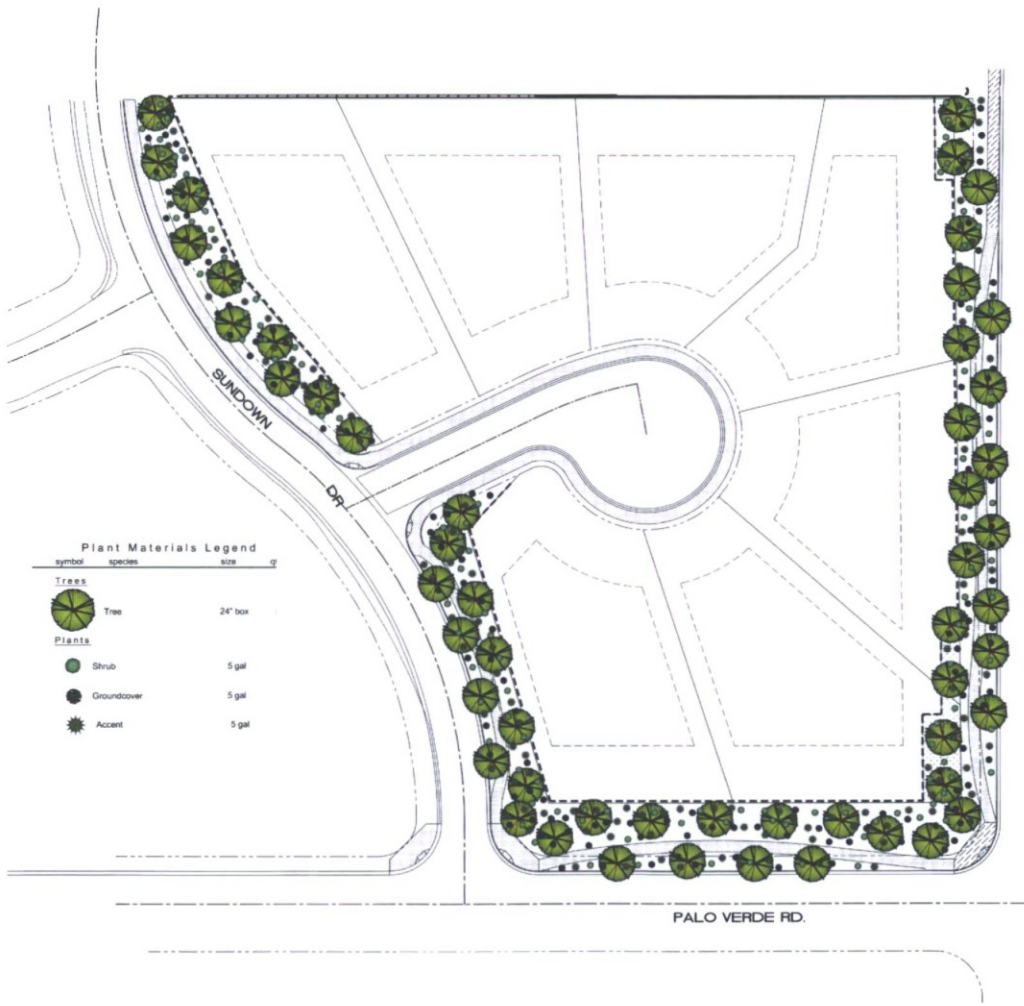 SUNDOWN
DR
Plant Materials Legend
symbol species size
Trees
Tree 24" box
Plants
Shrub 5 gal
Groundcover 5 gal
Accent 5 gal
PALO VERDE RD.